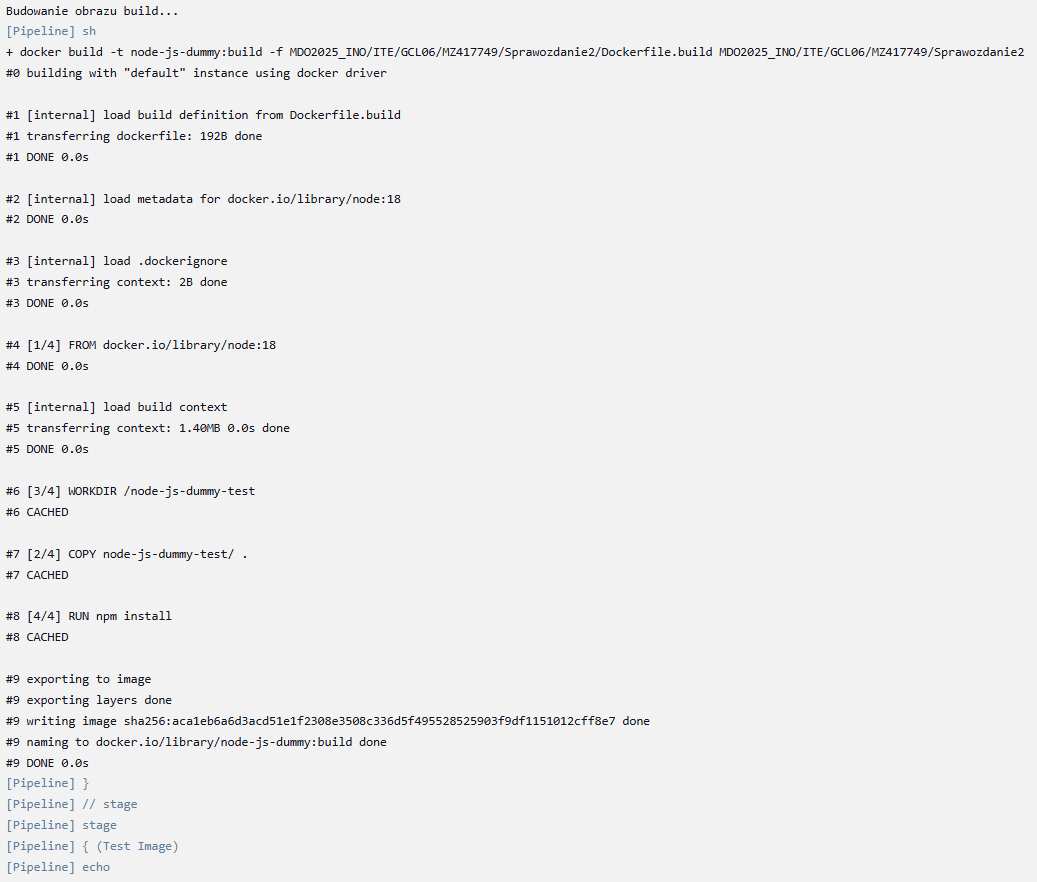 Budowanie obrazu build...
[Pipeline] sh
+ docker build -t node-js-dummy:build -f MDO2025_INO/ITE/GCL06/MZ417749/Sprawozdanie2/Dockerfile.build MDO2025_INO/ITE/GCL06/MZ417749/Sprawozdanie2
#0 building with "default" instance using docker driver
#1 [internal] load build definition from Dockerfile.build
#1 transferring dockerfile: 192B done
#1 DONE 0.0s
#2 [internal] load metadata for docker.io/library/node:18
#2 DONE 0.0s
#3 [internal] load .dockerignore
#3 transferring context: 2B done
#3 DONE 0.0s
#4 [1/4] FROM docker.io/library/node:18
#4 DONE 0.0s
#5 [internal] load build context
#5 transferring context: 1.40MB 0.0s done
#5 DONE 0.0s
#6 [3/4] WORKDIR /node-js-dummy-test
#6 CACHED
#7 [2/4] COPY node-js-dummy-test/ .
#7 CACHED
#8 [4/4] RUN npm install
#8 CACHED
#9 exporting to image
#9 exporting layers done
#9 writing image sha256:aca1eb6a6d3acd51e1f2308e3508c336d5f495528525903f9df1151012cff8e7 done
#9 naming to docker.io/library/node-js-dummy:build done
#9 DONE 0.0s
[Pipeline] }
[Pipeline] // stage
[Pipeline] stage
[Pipeline] { (Test Image)
[Pipeline] echo